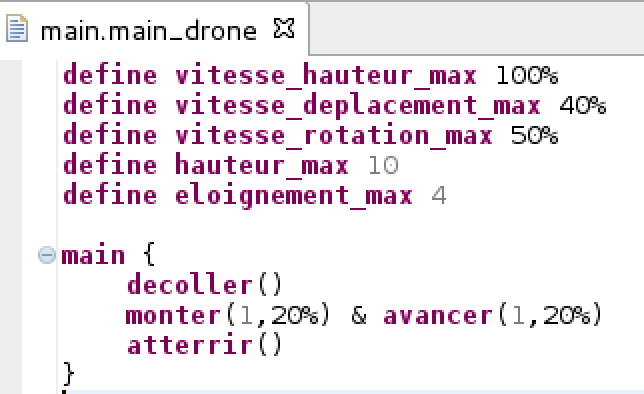 main.main_drone
define vitesse_hauteur_max 100%
define vitesse_deplacement_max 40%
define vitesse_rotation_max 50%
define hauteur_max 10
define eloignement_max 4
main {
decoller()
monter(1,20%) & avancer(1,20%)
atterrir()
}